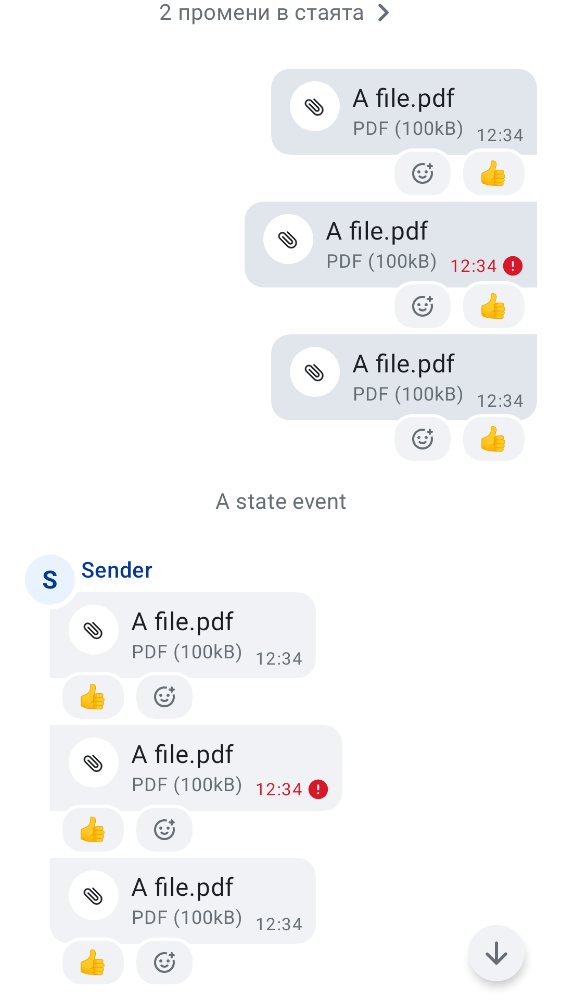 2 промени в стаята
A file.pdf
PDF (100kB) 12:34
A file.pdf
PDF (100kB) 12:34
A file.pdf
PDF (100kB) 12:34
A state event
S Sender
A file.pdf
PDF (100kB) 12:34
A file.pdf
PDF (100kB) 12:34
A file.pdf
PDF (100kB) 12:34